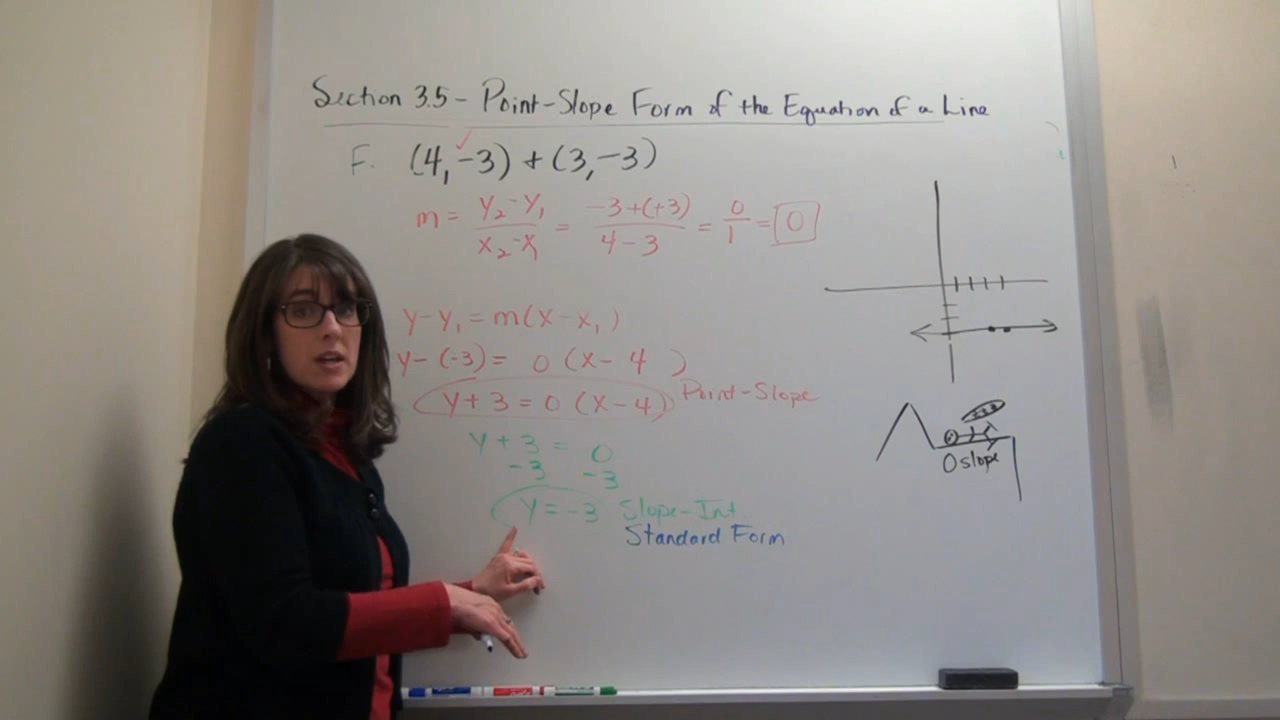 Section 3.5 - Point-Slope Form of the Equation of a Line
F. (4, -3) + (3, -3)
m = y₂-y₁/x₂-x₁ = -3+(+3)/4-3 = 0/1 = 0
y-y₁ = m(x-x₁)
y-(-3) = 0 (x-4 )
y+3 = 0 (x-4) Point-Slope
y+3 = 0
-3 -3
y = -3 Slope-Int.
Standard Form
0 slope